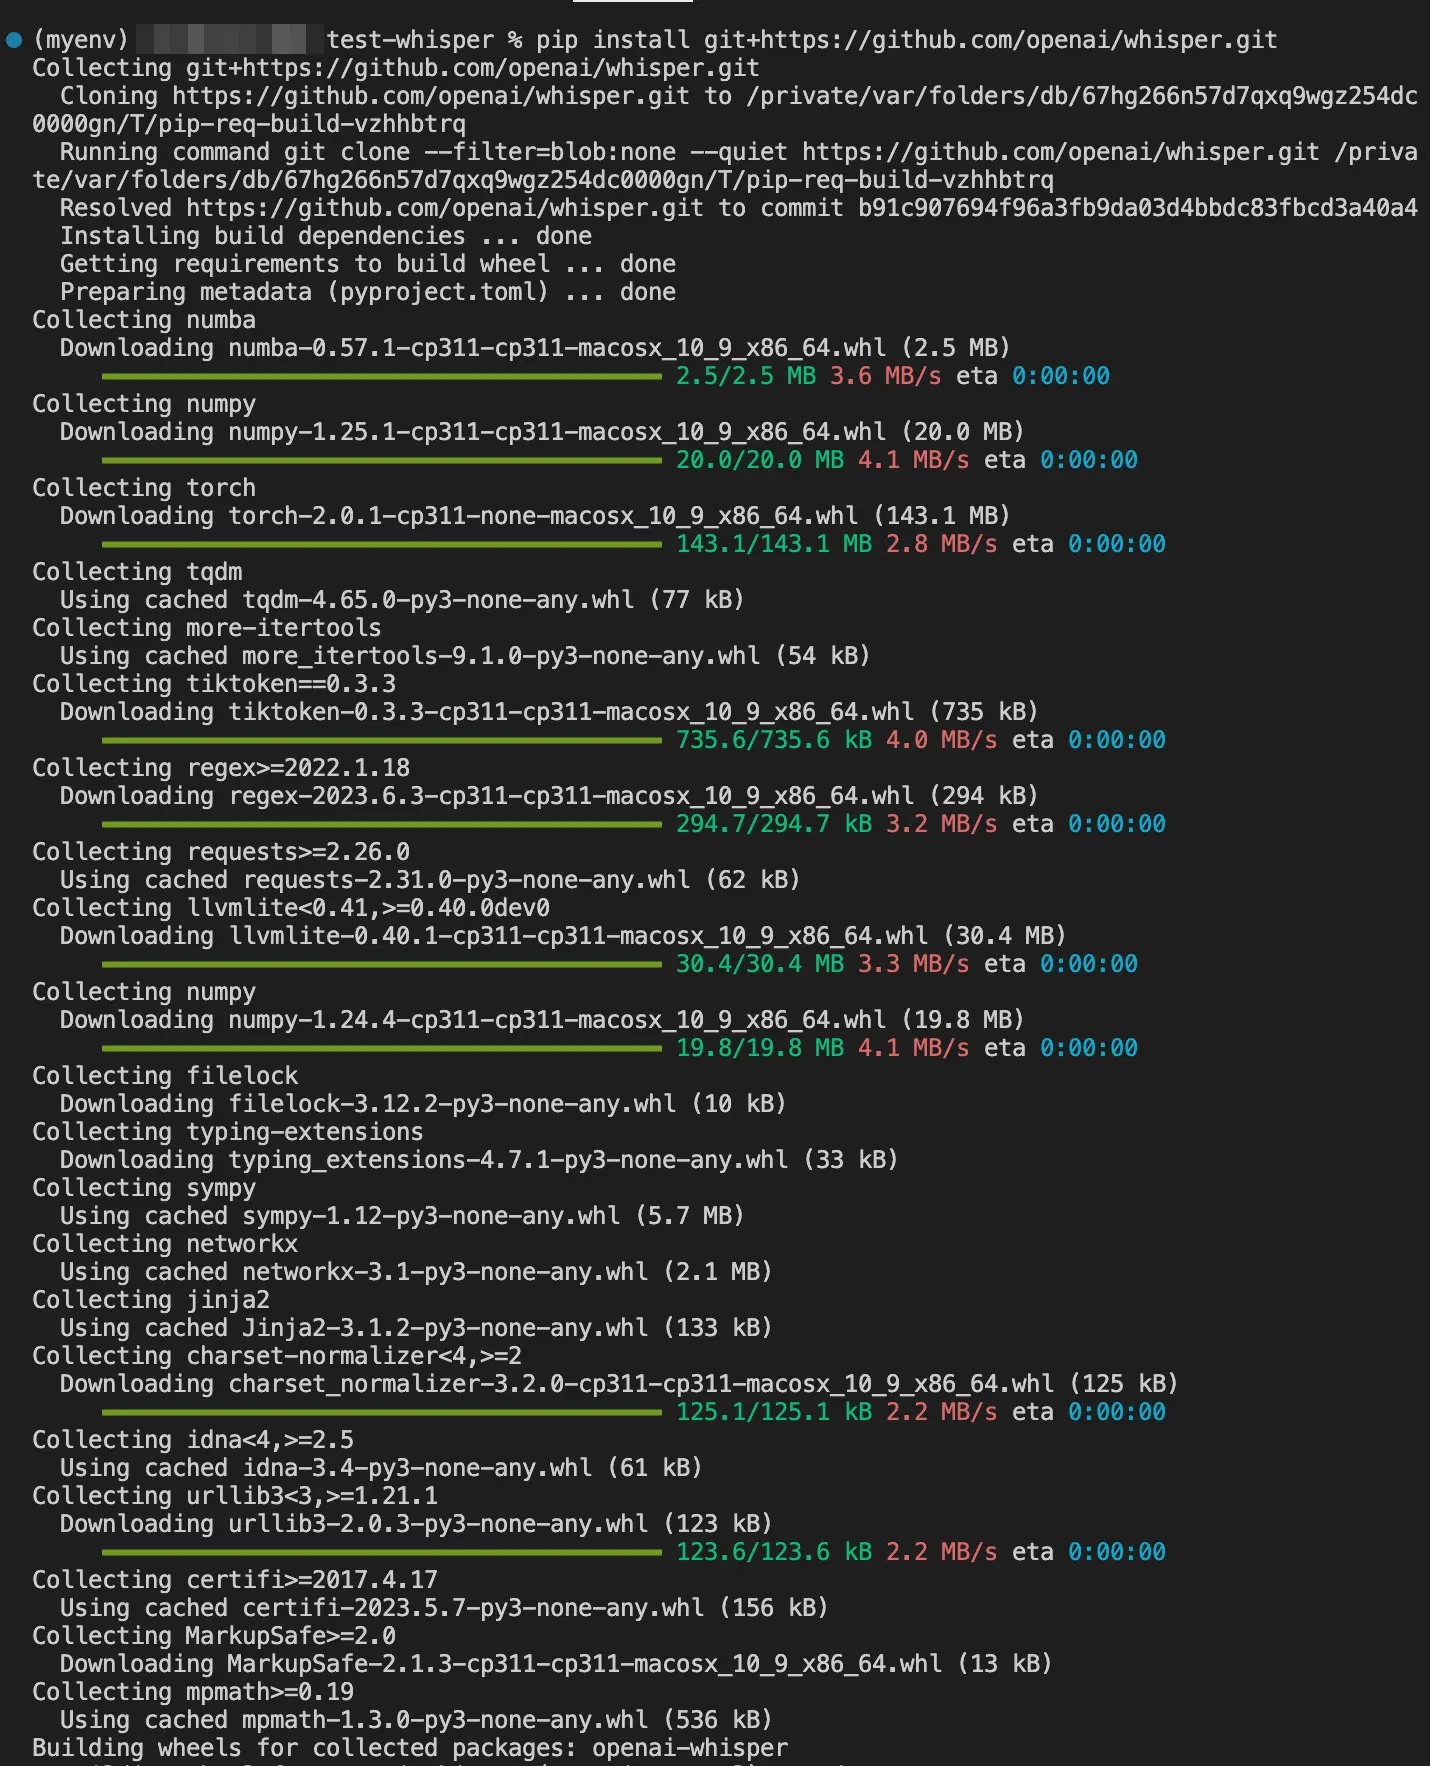 (myenv) test-whisper % pip install git+https://github.com/openai/whisper.git
Collecting git+https://github.com/openai/whisper.git
Cloning https://github.com/openai/whisper.git to /private/var/folders/db/67hg266n57d7qxq9wgz254dc
0000gn/T/pip-req-build-vzhhbtrq
Running command git clone --filter=blob:none --quiet https://github.com/openai/whisper.git /priva
te/var/folders/db/67hg266n57d7qxq9wgz254dc0000gn/T/pip-req-build-vzhhbtrq
Resolved https://github.com/openai/whisper.git to commit b91c907694f96a3fb9da03d4bbdc83fbcd3a40a4
Installing build dependencies ... done
Getting requirements to build wheel ... done
Preparing metadata (pyproject.toml) ... done
Collecting numba
Downloading numba-0.57.1-cp311-cp311-macosx_10_9_x86_64.whl (2.5 MB)
2.5/2.5 MB 3.6 MB/s eta 0:00:00
Collecting numpy
Downloading numpy-1.25.1-cp311-cp311-macosx_10_9_x86_64.whl (20.0 MB)
20.0/20.0 MB 4.1 MB/s eta 0:00:00
Collecting torch
Downloading torch-2.0.1-cp311-none-macosx_10_9_x86_64.whl (143.1 MB)
143.1/143.1 MB 2.8 MB/s eta 0:00:00
Collecting tqdm
Using cached tqdm-4.65.0-py3-none-any.whl (77 kB)
Collecting more-itertools
Using cached more_itertools-9.1.0-py3-none-any.whl (54 kB)
Collecting tiktoken==0.3.3
Downloading tiktoken-0.3.3-cp311-cp311-macosx_10_9_x86_64.whl (735 kB)
735.6/735.6 kB 4.0 MB/s eta 0:00:00
Collecting regex>=2022.1.18
Downloading regex-2023.6.3-cp311-cp311-macosx_10_9_x86_64.whl (294 kB)
294.7/294.7 kB 3.2 MB/s eta 0:00:00
Collecting requests>=2.26.0
Using cached requests-2.31.0-py3-none-any.whl (62 kB)
Collecting llvmlite<0.41,>=0.40.0dev0
Downloading llvmlite-0.40.1-cp311-cp311-macosx_10_9_x86_64.whl (30.4 MB)
30.4/30.4 MB 3.3 MB/s eta 0:00:00
Collecting numpy
Downloading numpy-1.24.4-cp311-cp311-macosx_10_9_x86_64.whl (19.8 MB)
19.8/19.8 MB 4.1 MB/s eta 0:00:00
Collecting filelock
Downloading filelock-3.12.2-py3-none-any.whl (10 kB)
Collecting typing-extensions
Downloading typing_extensions-4.7.1-py3-none-any.whl (33 kB)
Collecting sympy
Using cached sympy-1.12-py3-none-any.whl (5.7 MB)
Collecting networkx
Using cached networkx-3.1-py3-none-any.whl (2.1 MB)
Collecting jinja2
Using cached Jinja2-3.1.2-py3-none-any.whl (133 kB)
Collecting charset-normalizer<4,>=2
Downloading charset_normalizer-3.2.0-cp311-cp311-macosx_10_9_x86_64.whl (125 kB)
125.1/125.1 kB 2.2 MB/s eta 0:00:00
Collecting idna<4,>=2.5
Using cached idna-3.4-py3-none-any.whl (61 kB)
Collecting urllib3<3,>=1.21.1
Downloading urllib3-2.0.3-py3-none-any.whl (123 kB)
123.6/123.6 kB 2.2 MB/s eta 0:00:00
Collecting certifi>=2017.4.17
Using cached certifi-2023.5.7-py3-none-any.whl (156 kB)
Collecting MarkupSafe>=2.0
Downloading MarkupSafe-2.1.3-cp311-cp311-macosx_10_9_x86_64.whl (13 kB)
Collecting mpmath>=0.19
Using cached mpmath-1.3.0-py3-none-any.whl (536 kB)
Building wheels for collected packages: openai-whisper